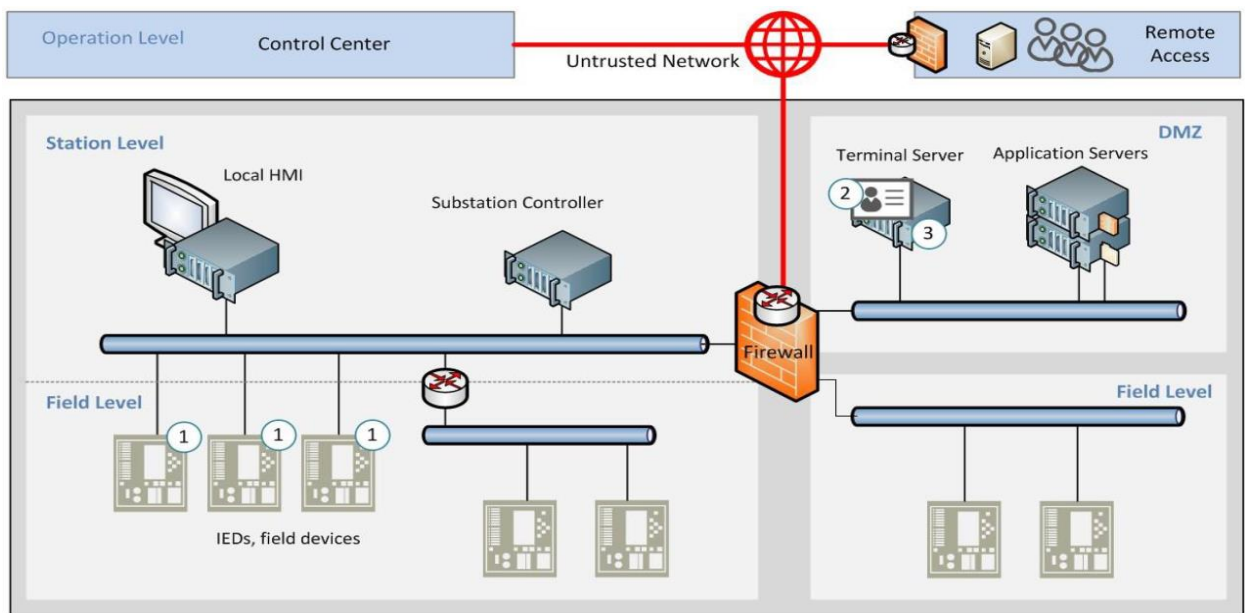 Operation Level
Control Center
Untrusted Network
Remote
Access
Station Level
Local HMI
Substation Controller
DMZ
Terminal Server
Application Servers
2
3
Firewall
Field Level
1
1
1
IEDs, field devices
Field Level